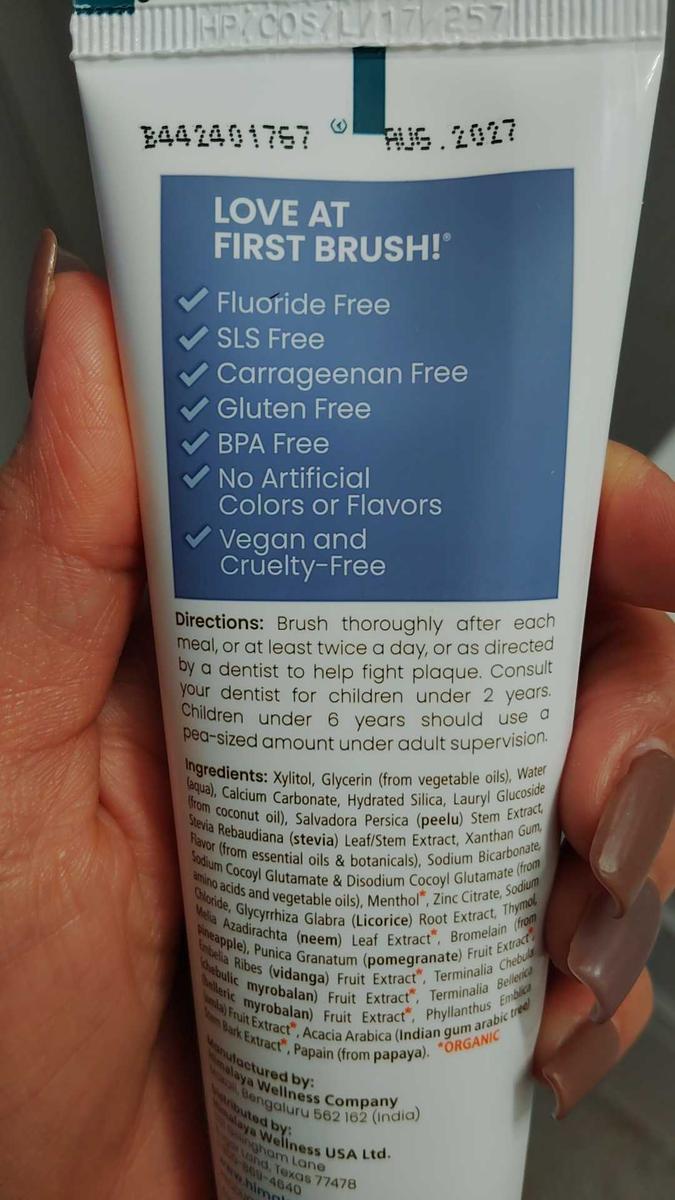 HP/COS/L/17/257
B442401767 AUG.2027
LOVE AT
FIRST BRUSH!®
Fluoride Free
SLS Free
Carrageenan Free
Gluten Free
BPA Free
No Artificial
Colors or Flavors
Vegan and
Cruelty-Free
Directions: Brush thoroughly after each
meal, or at least twice a day, or as directed
by a dentist to help fight plaque. Consult
your dentist for children under 2 years.
Children under 6 years should use a
pea-sized amount under adult supervision.
Ingredients: Xylitol, Glycerin (from vegetable oils), Water
(aqua), Calcium Carbonate, Hydrated Silica, Lauryl Glucoside
(from coconut oil), Salvadora Persica (peelu) Stem Extract,
Stevia Rebaudiana (stevia) Leaf/Stem Extract, Xanthan Gum,
Flavor (from essential oils & botanicals), Sodium Bicarbonate,
Sodium Cocoyl Glutamate & Disodium Cocoyl Glutamate (from
amino acids and vegetable oils), Menthol*, Zinc Citrate, Sodium
Chloride, Glycyrrhiza Glabra (Licorice) Root Extract, Thymol,
Melia Azadirachta (neem) Leaf Extract*, Bromelain (from
pineapple), Punica Granatum (pomegranate) Fruit Extract*,
Embelia Ribes (vidanga) Fruit Extract*, Terminalia Chebula
(chebulic myrobalan) Fruit Extract*, Terminalia Bellerica
(belleric myrobalan) Fruit Extract*, Phyllanthus Emblica
(amla) Fruit Extract*, Acacia Arabica (Indian gum arabic tree)
Stem Bark Extract*, Papain (from papaya). *ORGANIC
Manufactured by:
Himalaya Wellness Company
Makali, Bengaluru 562 162 (India)
Distributed by:
Himalaya Wellness USA Ltd.
Lane
Land, Texas 77478
-869-4640